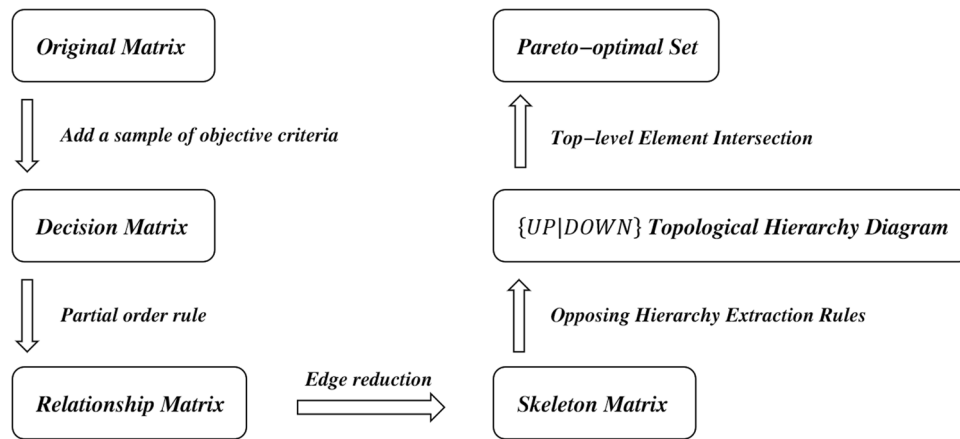 Original Matrix
Add a sample of objective criteria
Decision Matrix
Partial order rule
Relationship Matrix
Edge reduction
Skeleton Matrix
Opposing Hierarchy Extraction Rules
{UP|DOWN} Topological Hierarchy Diagram
Top−level Element Intersection
Pareto−optimal Set